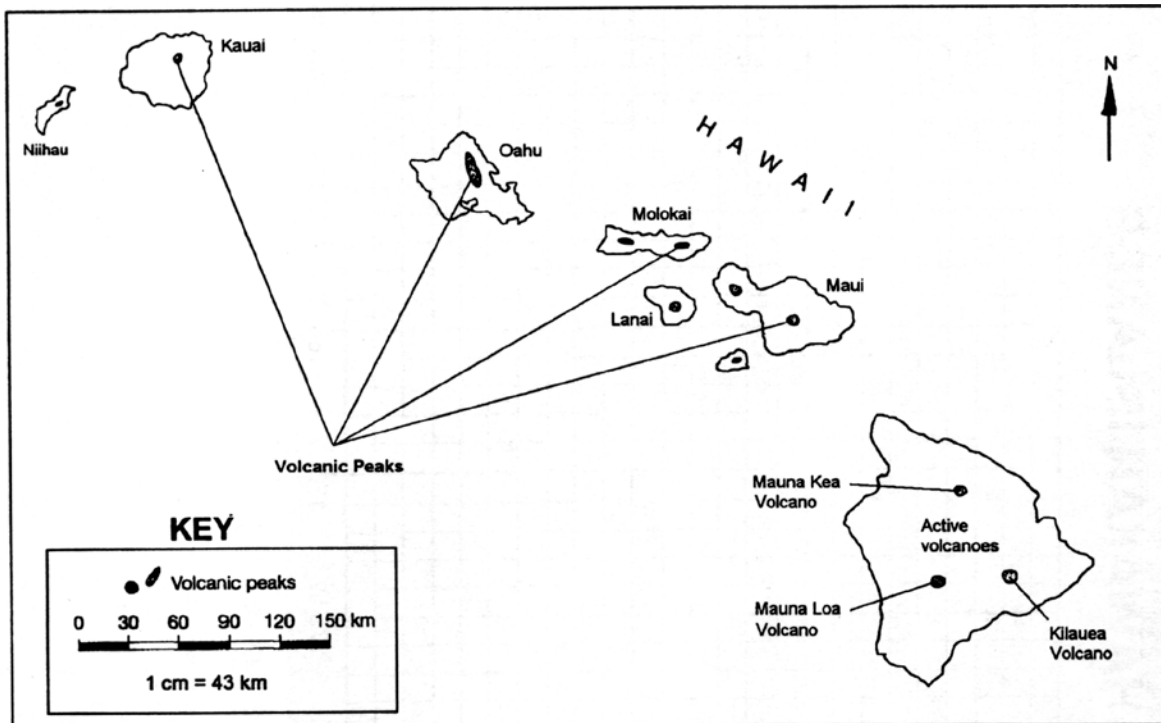 Kauai
N
Niihau
Oahu
HAWAII
Molokai
Maui
Lanai
Volcanic Peaks
Mauna Kea
Volcano
Active
volcanoes
Mauna Loa
Volcano
Kilauea
Volcano
KEY
Volcanic peaks
0 30 60 90 120 150 km
1 cm = 43 km